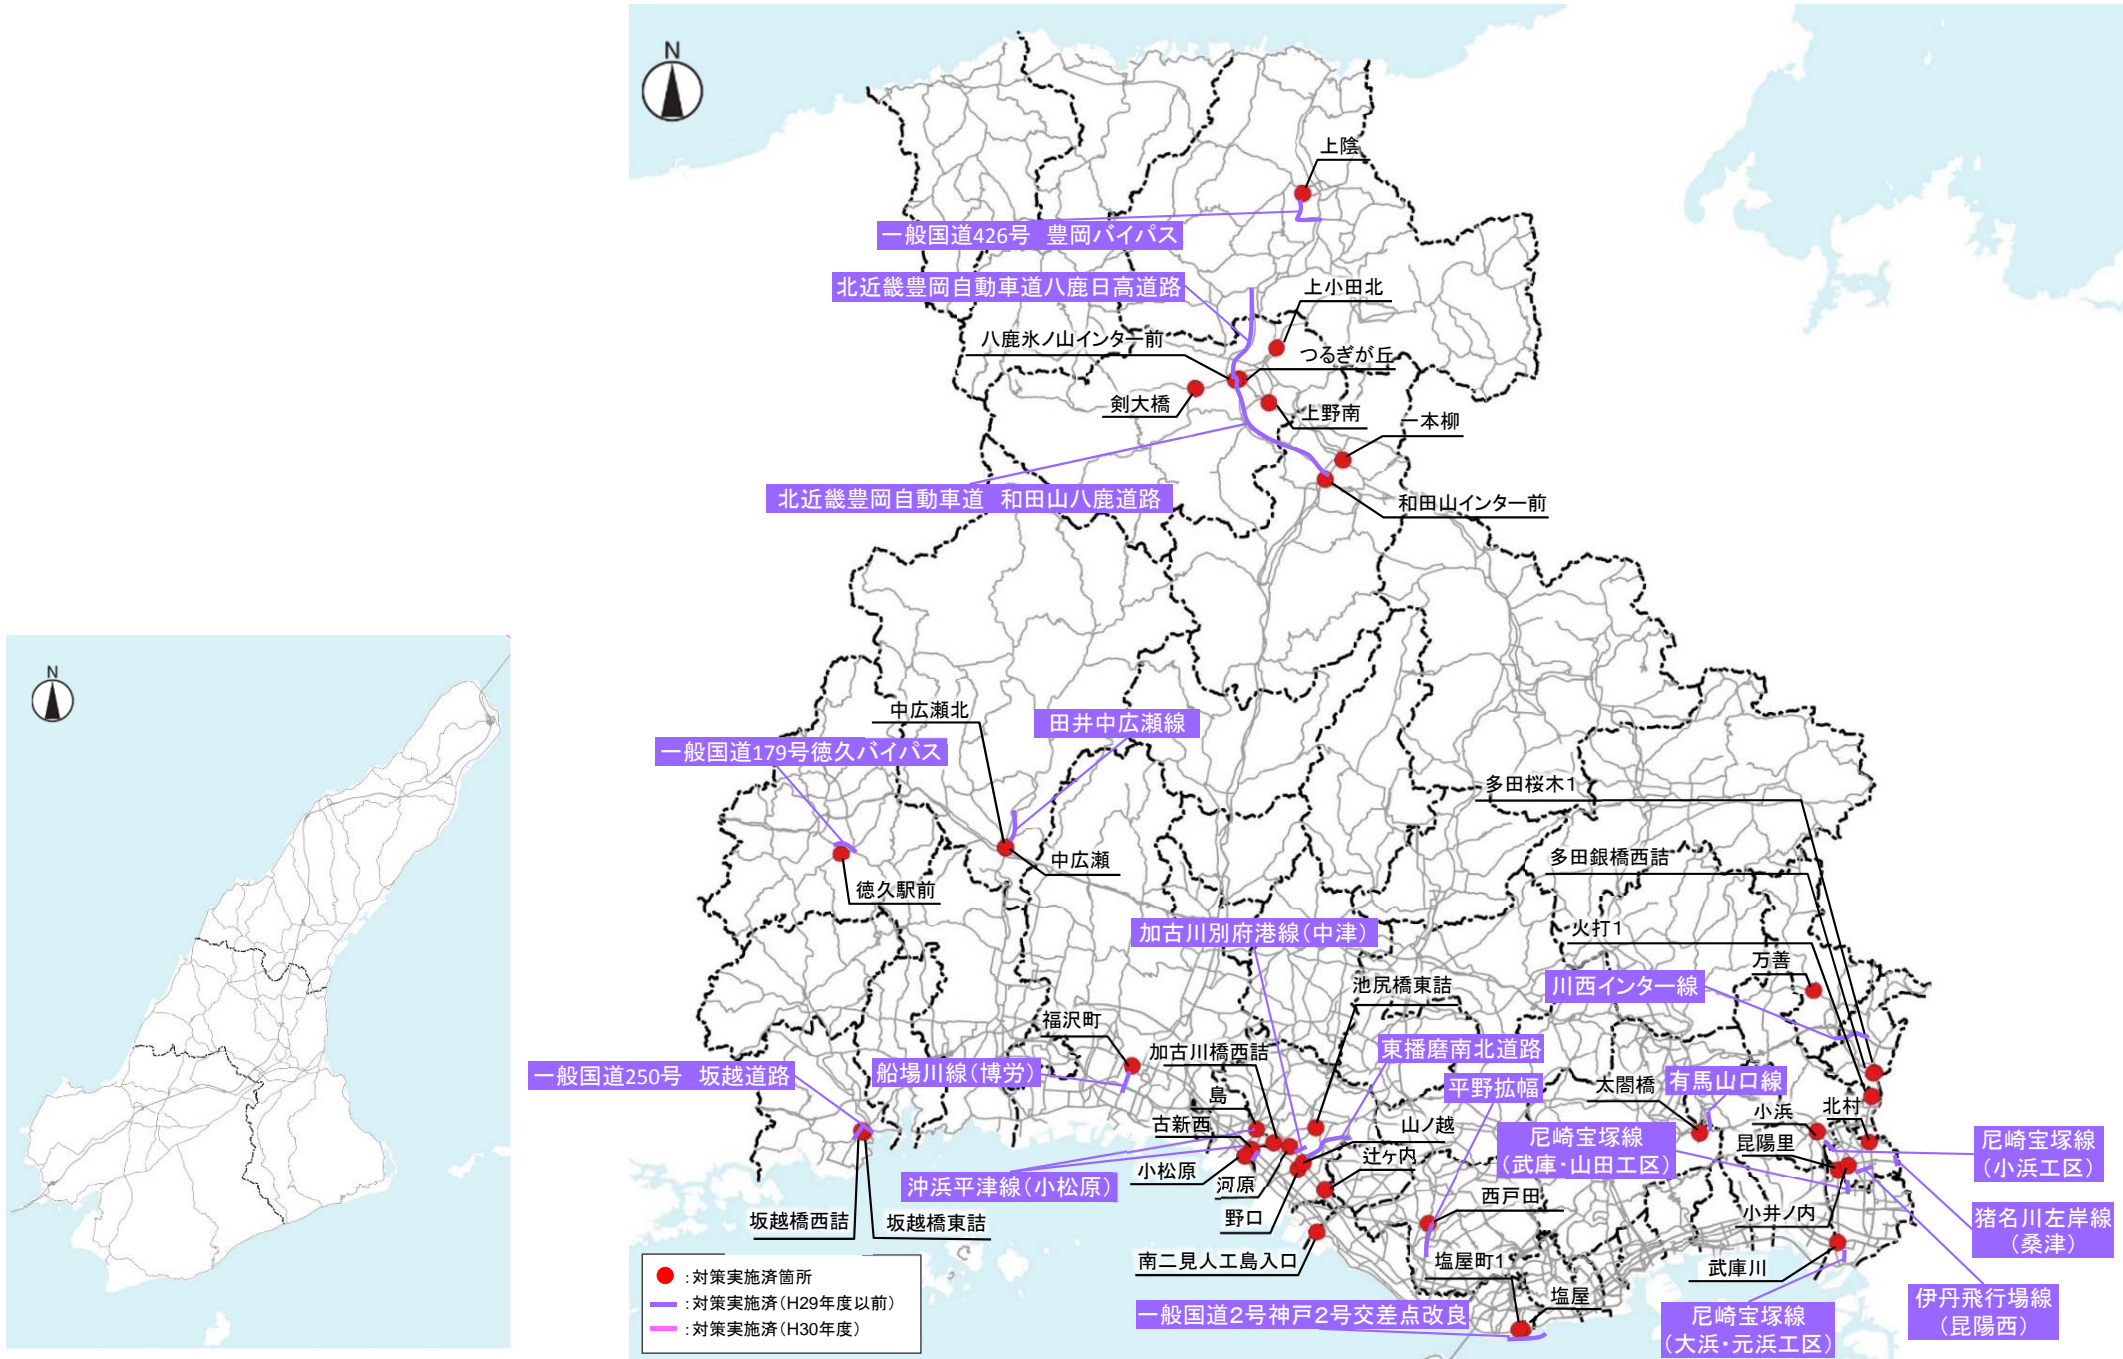 N
上陰
一般国道426号　豊岡バイパス
北近畿豊岡自動車道八鹿日高道路
上小田北
八鹿氷ノ山インター前
つるぎが丘
剣大橋
上野南
一本柳
北近畿豊岡自動車道　和田山八鹿道路
和田山インター前
N
中広瀬北
田井中広瀬線
一般国道179号徳久バイパス
多田桜木1
中広瀬
多田銀橋西詰
徳久駅前
加古川別府港線（中津）
火打1
万善
池尻橋東詰
川西インター線
福沢町
加古川橋西詰
東播磨南北道路
一般国道250号　坂越道路
船場川線（博労）
平野拡幅
太閤橋
有馬山口線
島
小浜
北村
古新西
山ノ越
尼崎宝塚線
（武庫・山田工区）
昆陽里
尼崎宝塚線
（小浜工区）
小松原
河原
辻ヶ内
沖浜平津線（小松原）
西戸田
坂越橋西詰
坂越橋東詰
野口
小井ノ内
猪名川左岸線
（桑津）
南二見人工島入口
塩屋町1
武庫川
：対策実施済箇所
：対策実施済（H29年度以前）
：対策実施済（H30年度）
一般国道2号神戸2号交差点改良
塩屋
尼崎宝塚線
（大浜・元浜工区）
伊丹飛行場線
（昆陽西）